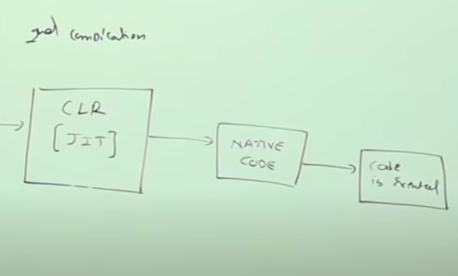 2nd compilation
CLR
[JIT]
NATIVE
CODE
Code
is Executed